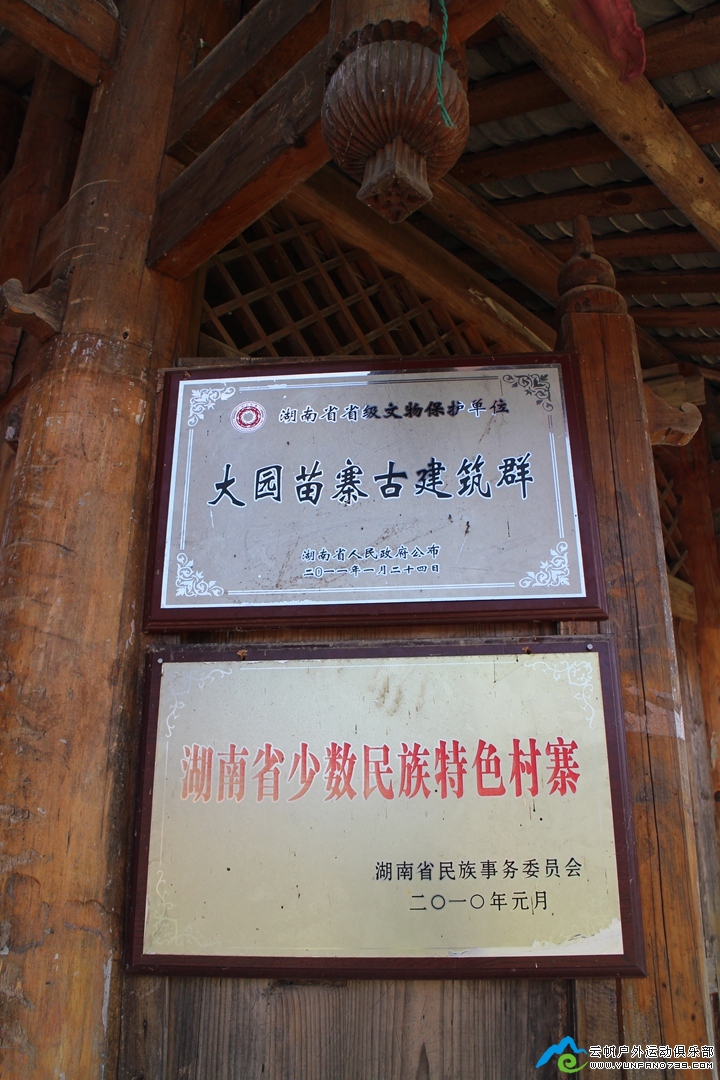 湖南省省级文物保护单位
大园苗寨古建筑群
湖南省人民政府公布
二〇一一年一月二十四日
湖南省少数民族特色村寨
湖南省民族事务委员会
二〇一〇年元月
云帆户外运动俱乐部
www.yunfan0739.com